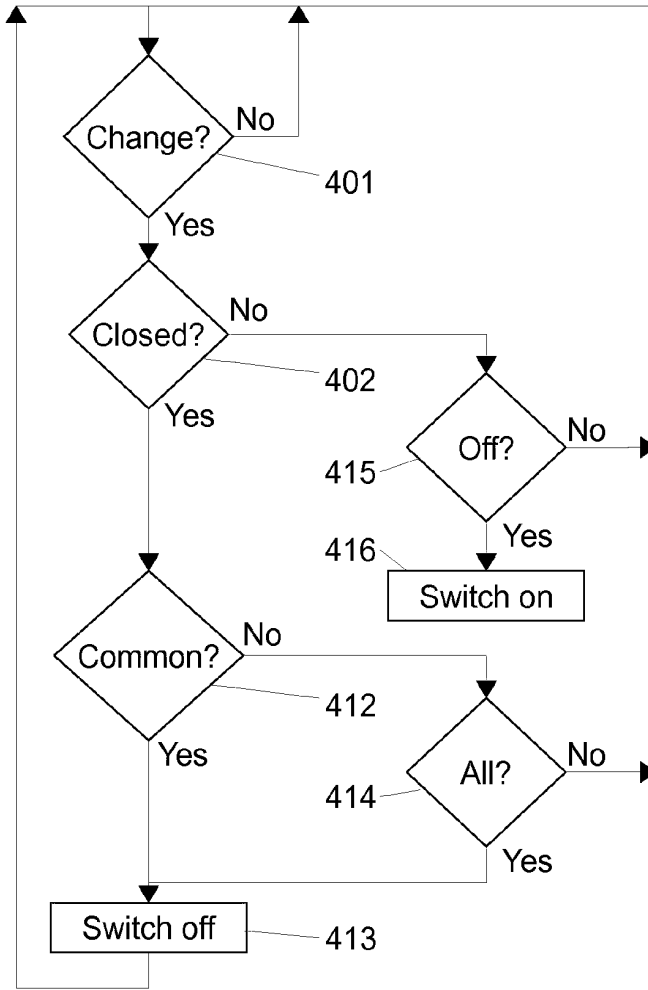 Change?
No
401
Yes
Closed?
No
402
Yes
Off?
No
415
Yes
416
Switch on
Common?
No
412
Yes
All?
No
414
Yes
Switch off
413